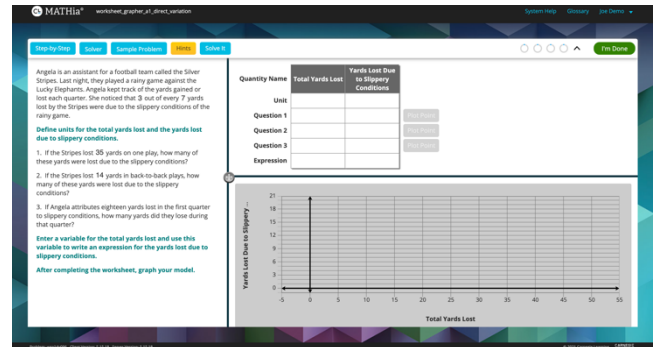 MATHia® worksheet_grapher_a1_direct_variation System Help Glossary Joe Demo
Step-by-Step Solver Sample Problem Hints Solve It I'm Done
Angela is an assistant for a football team called the Silver
Stripes. Last night, they played a rainy game against the
Lucky Elephants. Angela kept track of the yards gained or
lost each quarter. She noticed that 3 out of every 7 yards
lost by the Stripes were due to the slippery conditions of the
rainy game.
Define units for the total yards lost and the yards lost
due to slippery conditions.
1. If the Stripes lost 35 yards on one play, how many of
these yards were lost due to the slippery conditions?
2. If the Stripes lost 14 yards in back-to-back plays, how
many of these yards were lost due to the slippery
conditions?
3. If Angela attributes eighteen yards lost in the first quarter
to slippery conditions, how many yards did they lose during
that quarter?
Enter a variable for the total yards lost and use this
variable to write an expression for the yards lost due to
slippery conditions.
After completing the worksheet, graph your model.
Quantity Name Total Yards Lost Yards Lost Due
to Slippery
Conditions
Unit
Question 1 Plot Point
Question 2 Plot Point
Question 3 Plot Point
Expression
Yards Lost Due to Slippery ...
21
18
15
12
9
6
3
0
-5 0 5 10 15 20 25 30 35 40 45 50 55
Total Yards Lost
CARNEGIE